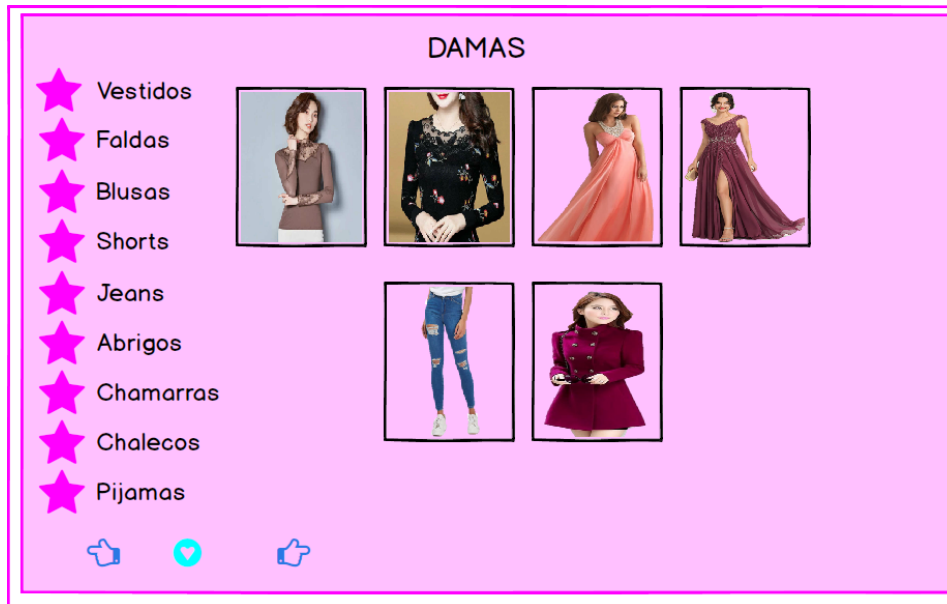 DAMAS
Vestidos
Faldas
Blusas
Shorts
Jeans
Abrigos
Chamarras
Chalecos
Pijamas